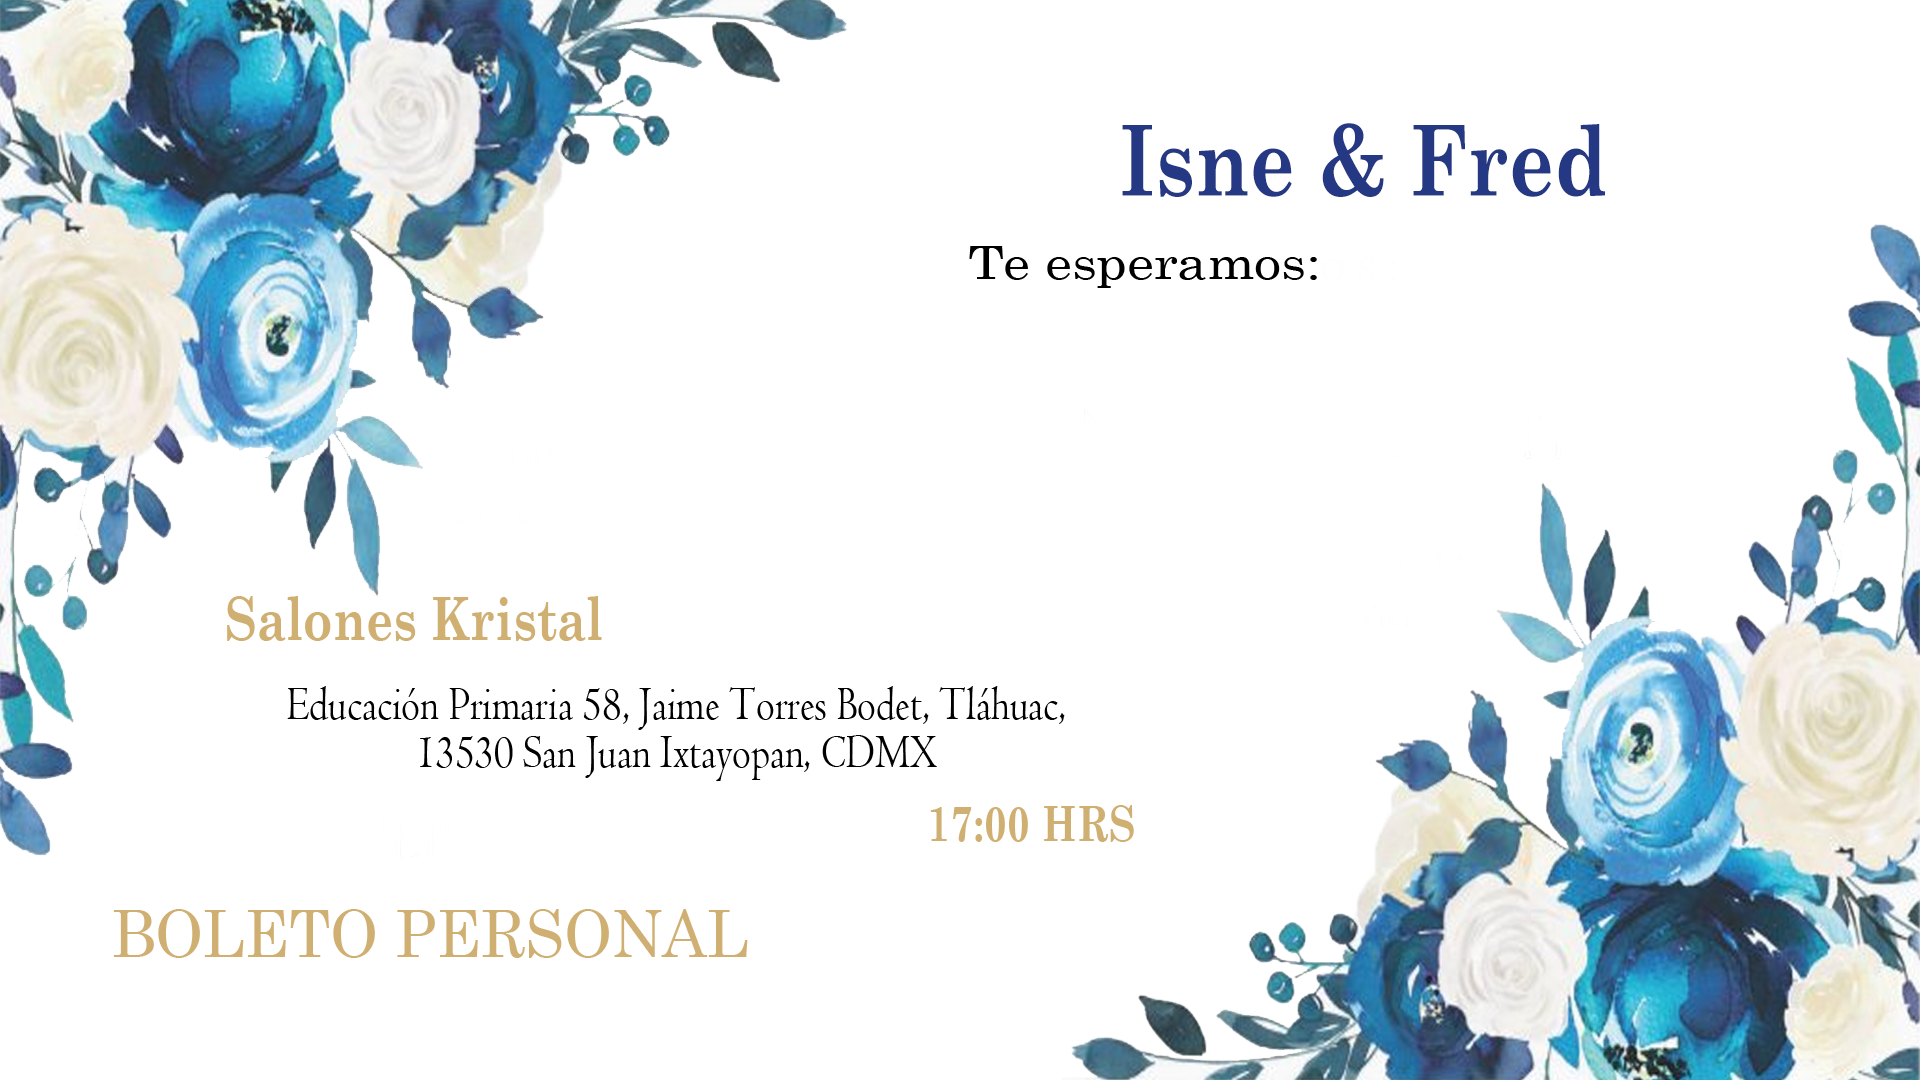 Isne & Fred
Te esperamos:
Salones Kristal
Educación Primaria 58, Jaime Torres Bodet, Tláhuac,
13530 San Juan Ixtayopan, CDMX
17:00 HRS
BOLETO PERSONAL